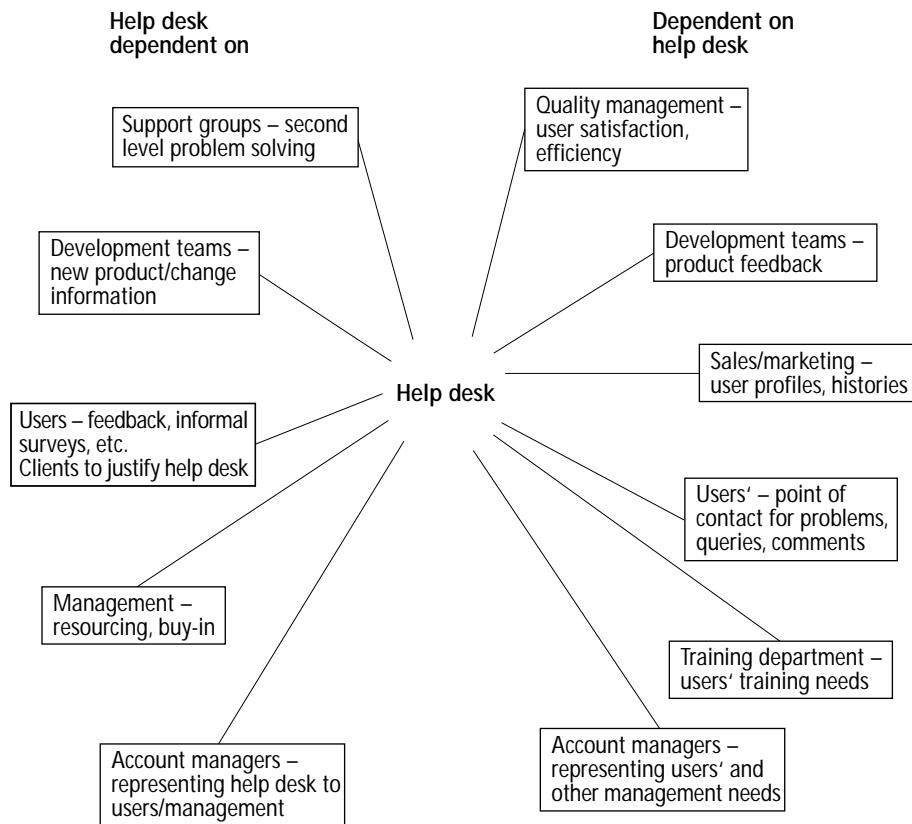 Help desk
dependent on
Dependent on
help desk
Support groups – second
level problem solving
Quality management –
user satisfaction,
efficiency
Development teams –
new product/change
information
Development teams –
product feedback
Sales/marketing –
user profiles, histories
Help desk
Users – feedback, informal
surveys, etc.
Clients to justify help desk
Users‘ – point of
contact for problems,
queries, comments
Management –
resourcing, buy-in
Training department –
users‘ training needs
Account managers –
representing help desk to
users/management
Account managers –
representing users‘ and
other management needs